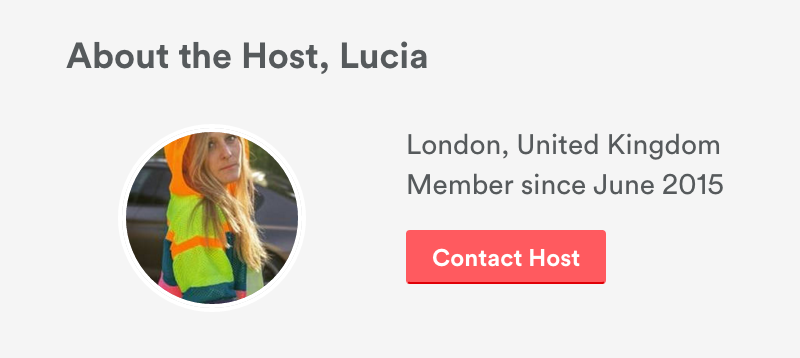 About the Host, Lucia
London, United Kingdom
Member since June 2015
Contact Host